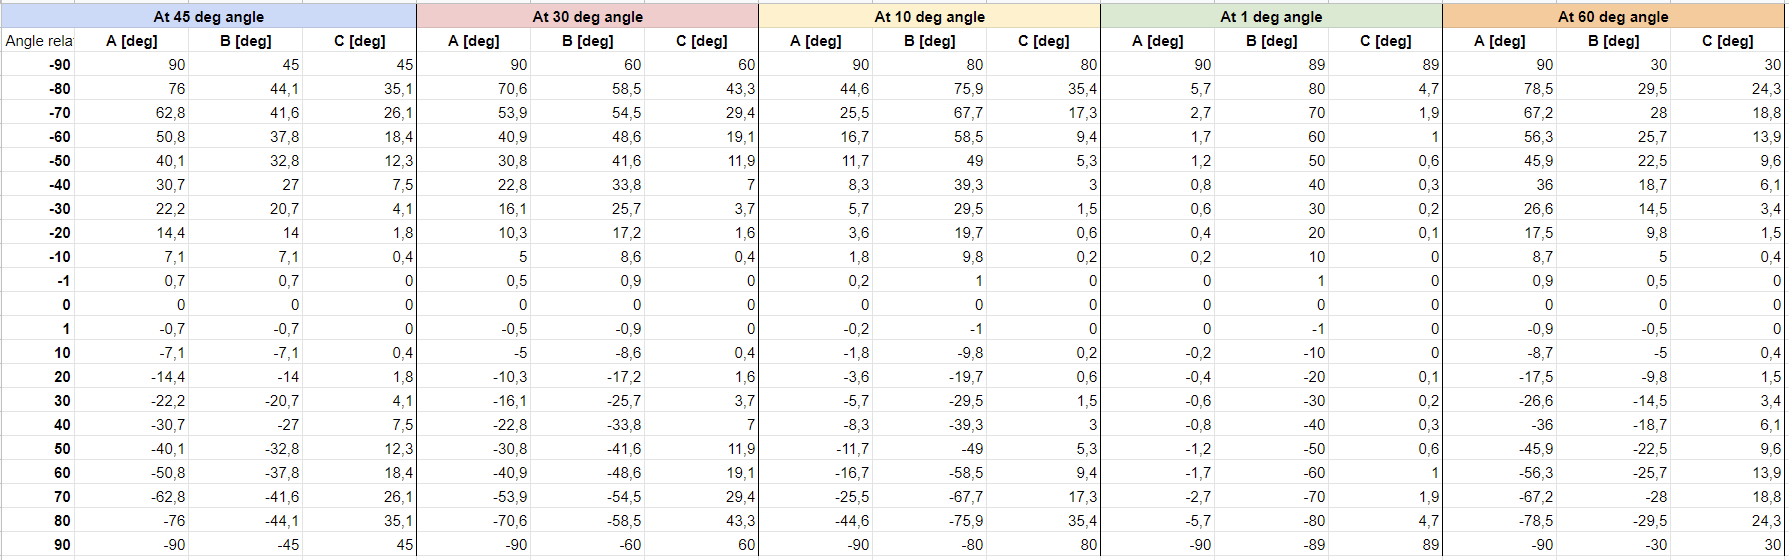 At 45 deg angle At 30 deg angle At 10 deg angle At 1 deg angle At 60 deg angle
Angle rela A [deg] B [deg] C [deg] A [deg] B [deg] C [deg] A [deg] B [deg] C [deg] A [deg] B [deg] C [deg] A [deg] B [deg] C [deg]
-90 90 45 45 90 60 60 90 80 80 90 89 89 90 30 30
-80 76 44,1 35,1 70,6 58,5 43,3 44,6 75,9 35,4 5,7 80 4,7 78,5 29,5 24,3
-70 62,8 41,6 26,1 53,9 54,5 29,4 25,5 67,7 17,3 2,7 70 1,9 67,2 28 18,8
-60 50,8 37,8 18,4 40,9 48,6 19,1 16,7 58,5 9,4 1,7 60 1 56,3 25,7 13,9
-50 40,1 32,8 12,3 30,8 41,6 11,9 11,7 49 5,3 1,2 50 0,6 45,9 22,5 9,6
-40 30,7 27 7,5 22,8 33,8 7 8,3 39,3 3 0,8 40 0,3 36 18,7 6,1
-30 22,2 20,7 4,1 16,1 25,7 3,7 5,7 29,5 1,5 0,6 30 0,2 26,6 14,5 3,4
-20 14,4 14 1,8 10,3 17,2 1,6 3,6 19,7 0,6 0,4 20 0,1 17,5 9,8 1,5
-10 7,1 7,1 0,4 5 8,6 0,4 1,8 9,8 0,2 0,2 10 0 8,7 5 0,4
-1 0,7 0,7 0 0,5 0,9 0 0,2 1 0 0 1 0 0,9 0,5 0
0 0 0 0 0 0 0 0 0 0 0 0 0 0 0 0
1 -0,7 -0,7 0 -0,5 -0,9 0 -0,2 -1 0 0 -1 0 -0,9 -0,5 0
10 -7,1 -7,1 0,4 -5 -8,6 0,4 -1,8 -9,8 0,2 -0,2 -10 0 -8,7 -5 0,4
20 -14,4 -14 1,8 -10,3 -17,2 1,6 -3,6 -19,7 0,6 -0,4 -20 0,1 -17,5 -9,8 1,5
30 -22,2 -20,7 4,1 -16,1 -25,7 3,7 -5,7 -29,5 1,5 -0,6 -30 0,2 -26,6 -14,5 3,4
40 -30,7 -27 7,5 -22,8 -33,8 7 -8,3 -39,3 3 -0,8 -40 0,3 -36 -18,7 6,1
50 -40,1 -32,8 12,3 -30,8 -41,6 11,9 -11,7 -49 5,3 -1,2 -50 0,6 -45,9 -22,5 9,6
60 -50,8 -37,8 18,4 -40,9 -48,6 19,1 -16,7 -58,5 9,4 -1,7 -60 1 -56,3 -25,7 13,9
70 -62,8 -41,6 26,1 -53,9 -54,5 29,4 -25,5 -67,7 17,3 -2,7 -70 1,9 -67,2 -28 18,8
80 -76 -44,1 35,1 -70,6 -58,5 43,3 -44,6 -75,9 35,4 -5,7 -80 4,7 -78,5 -29,5 24,3
90 -90 -45 45 -90 -60 60 -90 -80 80 -90 -89 89 -90 -30 30